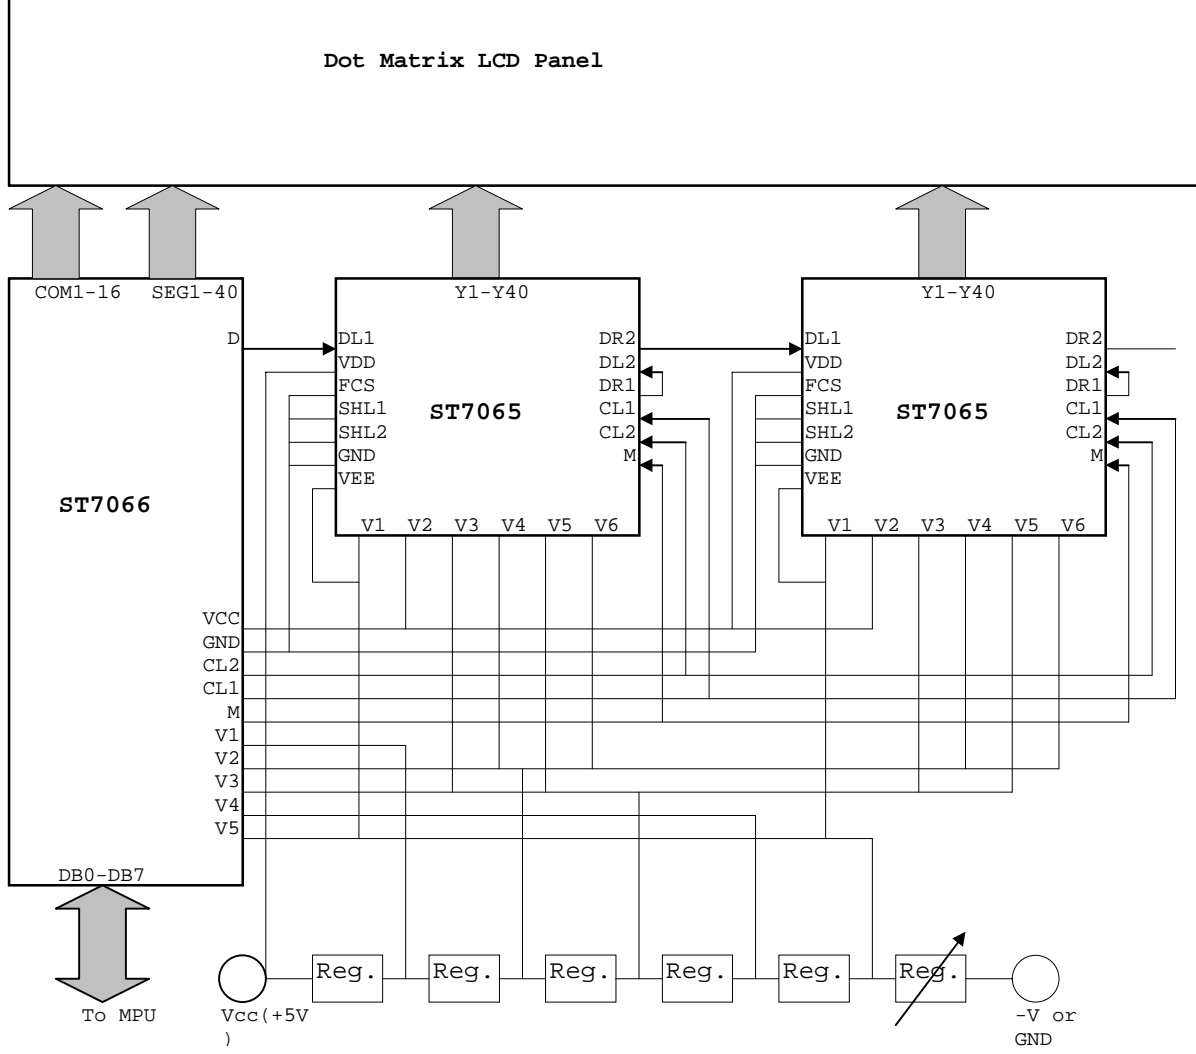 Dot Matrix LCD Panel
COM1-16 SEG1-40
Y1-Y40
Y1-Y40
D
DL1
VDD
FCS
SHL1
SHL2
GND
VEE
DR2
DL2
DR1
CL1
CL2
M
ST7065
V1 V2 V3 V4 V5 V6
DL1
VDD
FCS
SHL1
SHL2
GND
VEE
DR2
DL2
DR1
CL1
CL2
M
ST7065
V1 V2 V3 V4 V5 V6
ST7066
VCC
GND
CL2
CL1
M
V1
V2
V3
V4
V5
DB0-DB7
To MPU
Vcc(+5V
)
Reg. Reg. Reg. Reg. Reg. Reg.
-V or
GND